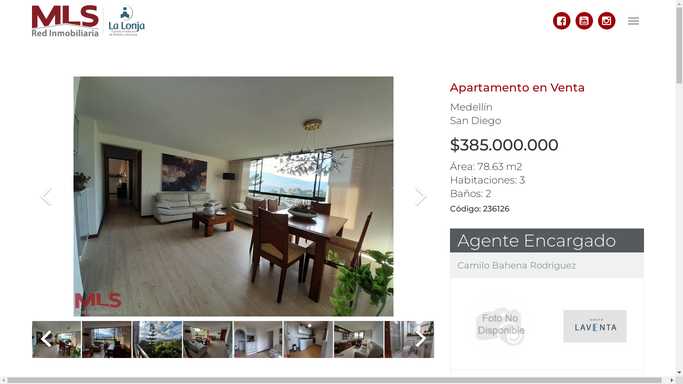 MLS
Red Inmobiliaria
La Lonja
Apartamento en Venta
Medellín
San Diego
$385.000.000
Área: 78.63 m2
Habitaciones: 3
Baños: 2
Código: 236126
MLS
Agente Encargado
Camilo Bahena Rodriguez
Foto No
Disponible
LAVENTA